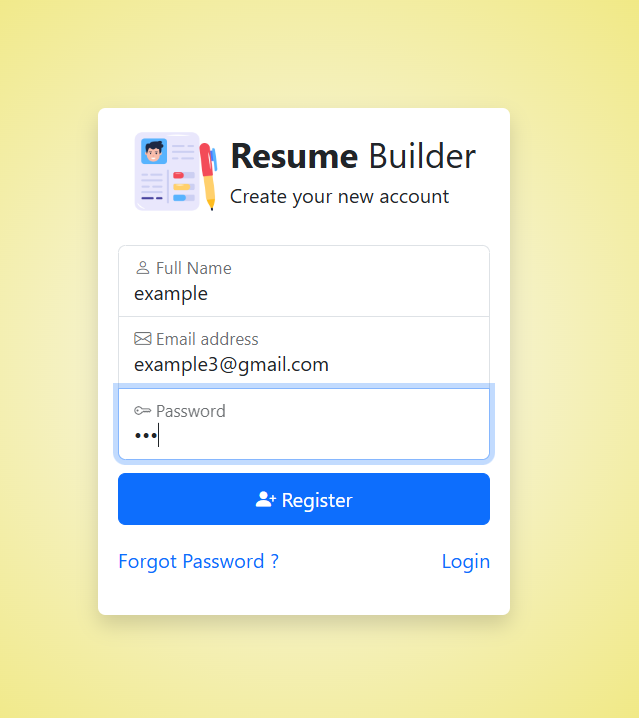 Resume Builder
Create your new account
Full Name
example
Email address
example3@gmail.com
Password
•••
Register
Forgot Password ?
Login